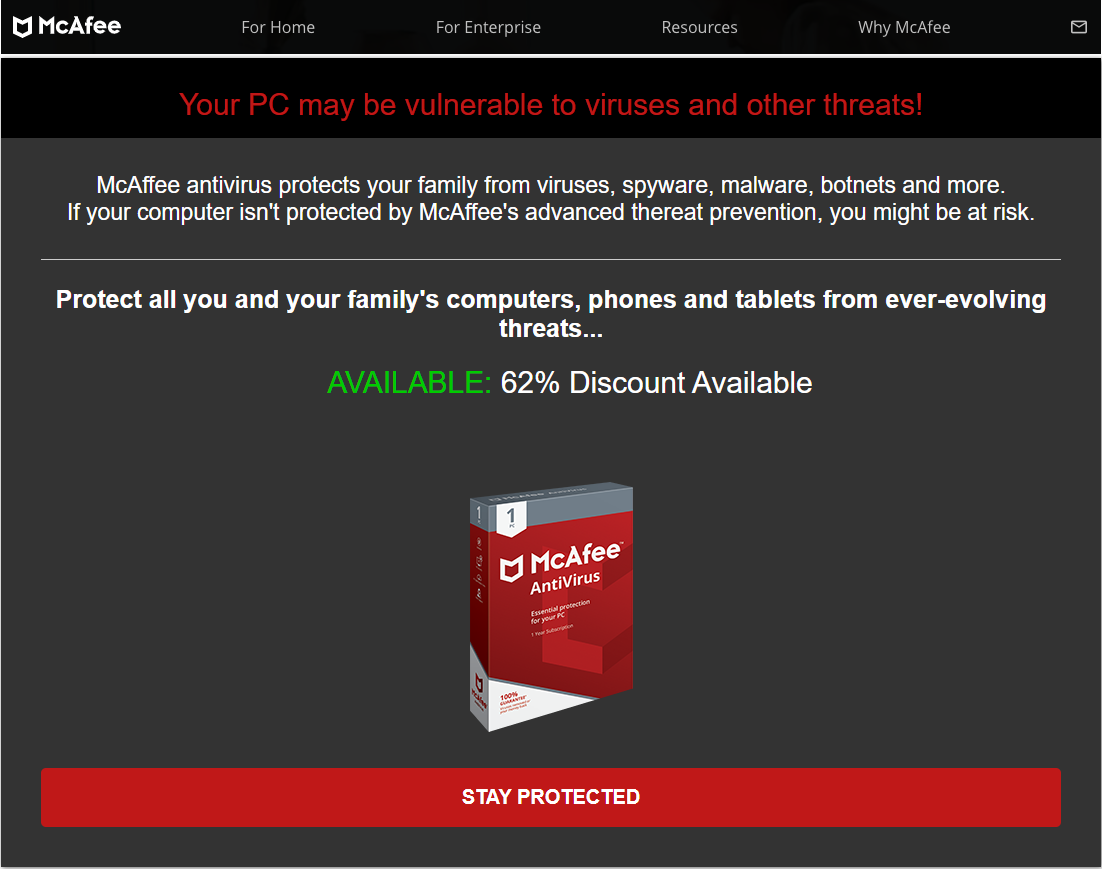 McAfee
For Home
For Enterprise
Resources
Why McAfee
Your PC may be vulnerable to viruses and other threats!
McAffee antivirus protects your family from viruses, spyware, malware, botnets and more.
If your computer isn't protected by McAffee's advanced thereat prevention, you might be at risk.
Protect all you and your family's computers, phones and tablets from ever-evolving
threats...
AVAILABLE: 62% Discount Available
McAfee AntiVirus
1
1
PC
McAfee™
AntiVirus
Essential protection
for your PC
1 Year Subscription
McAfee
100%
GUARANTEE
STAY PROTECTED